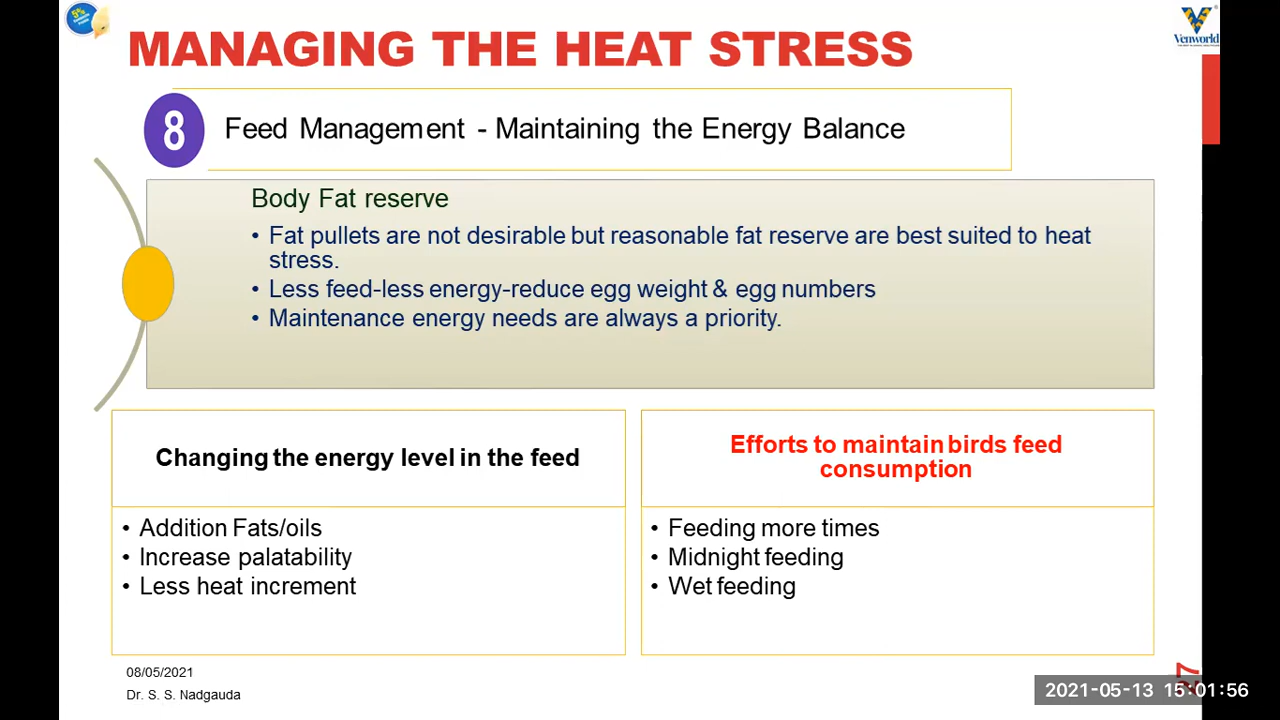 5%
MANAGING THE HEAT STRESS
Venworld
8
Feed Management - Maintaining the Energy Balance
Body Fat reserve
• Fat pullets are not desirable but reasonable fat reserve are best suited to heat
stress.
• Less feed-less energy-reduce egg weight & egg numbers
• Maintenance energy needs are always a priority.
Changing the energy level in the feed
• Addition Fats/oils
• Increase palatability
• Less heat increment
Efforts to maintain birds feed
consumption
• Feeding more times
• Midnight feeding
• Wet feeding
08/05/2021
Dr. S. S. Nadgauda
2021-05-13 15:01:56